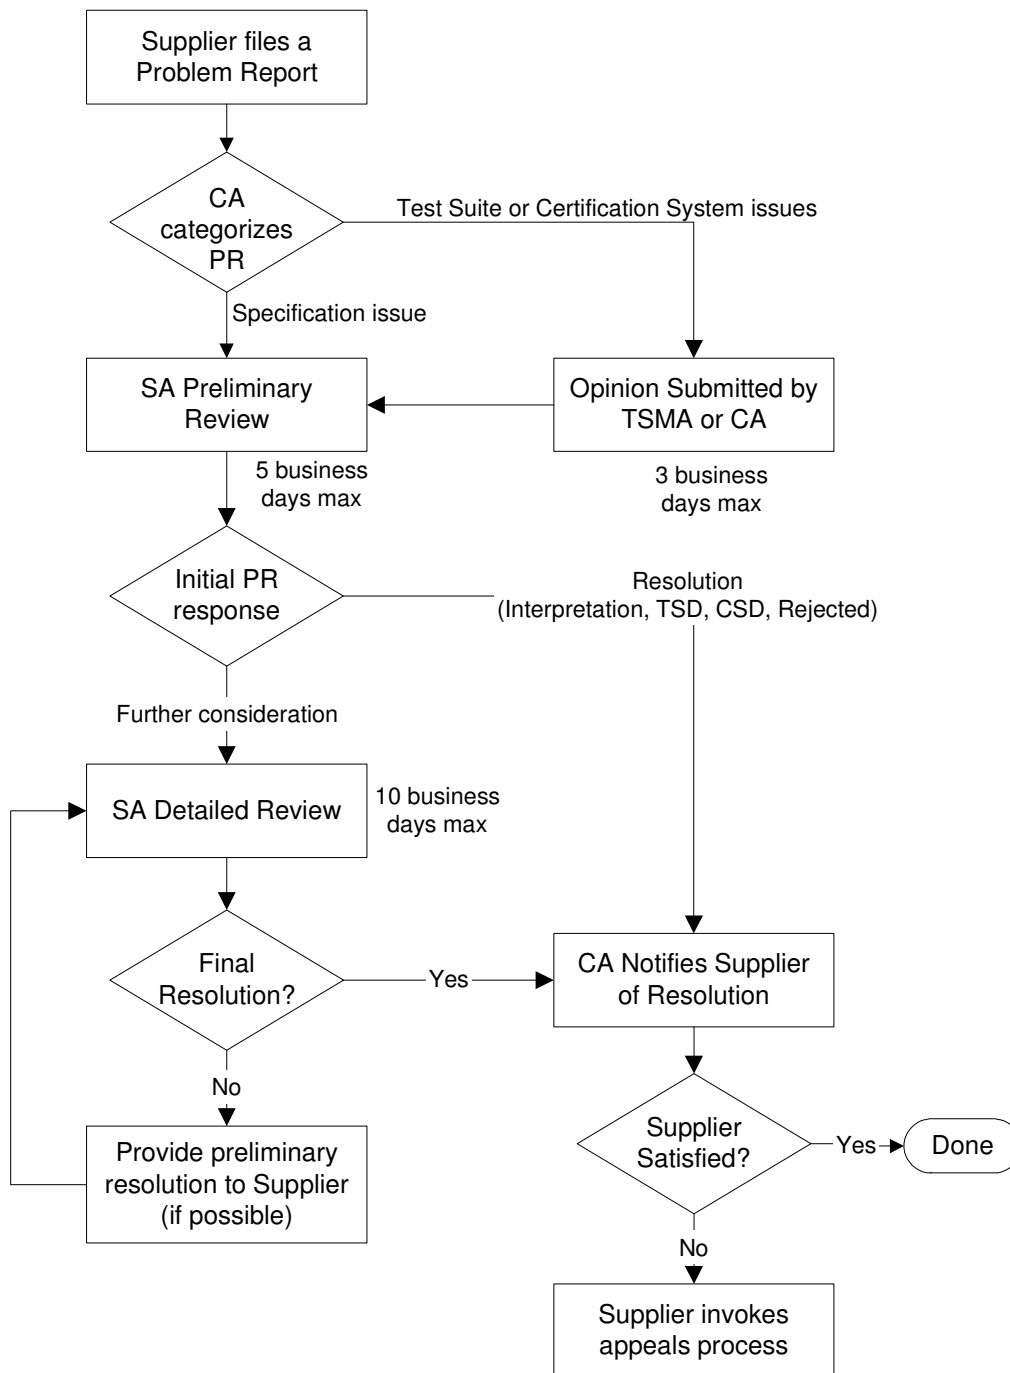 Supplier files a
Problem Report
CA
categorizes
PR
Test Suite or Certification System issues
Specification issue
SA Preliminary
Review
Opinion Submitted by
TSMA or CA
5 business
days max
3 business
days max
Initial PR
response
Resolution
(Interpretation, TSD, CSD, Rejected)
Further consideration
SA Detailed Review
10 business
days max
Final
Resolution?
Yes
CA Notifies Supplier
of Resolution
No
Provide preliminary
resolution to Supplier
(if possible)
Supplier
Satisfied?
Yes
Done
No
Supplier invokes
appeals process